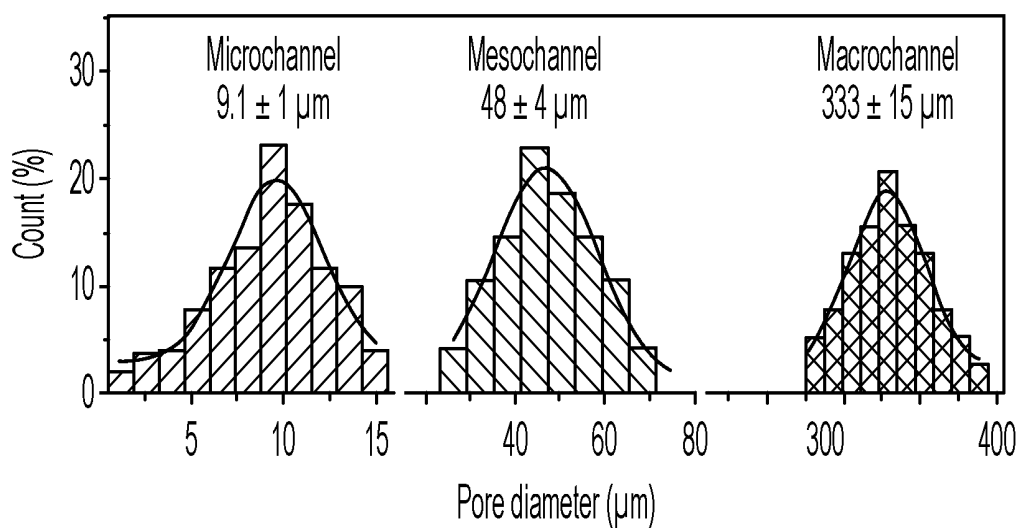 Microchannel
9.1 ± 1 µm
Mesochannel
48 ± 4 µm
Macrochannel
333 ± 15 µm
30
20
10
0
Count (%)
5 10 15 40 60 80 300 400
Pore diameter (µm)